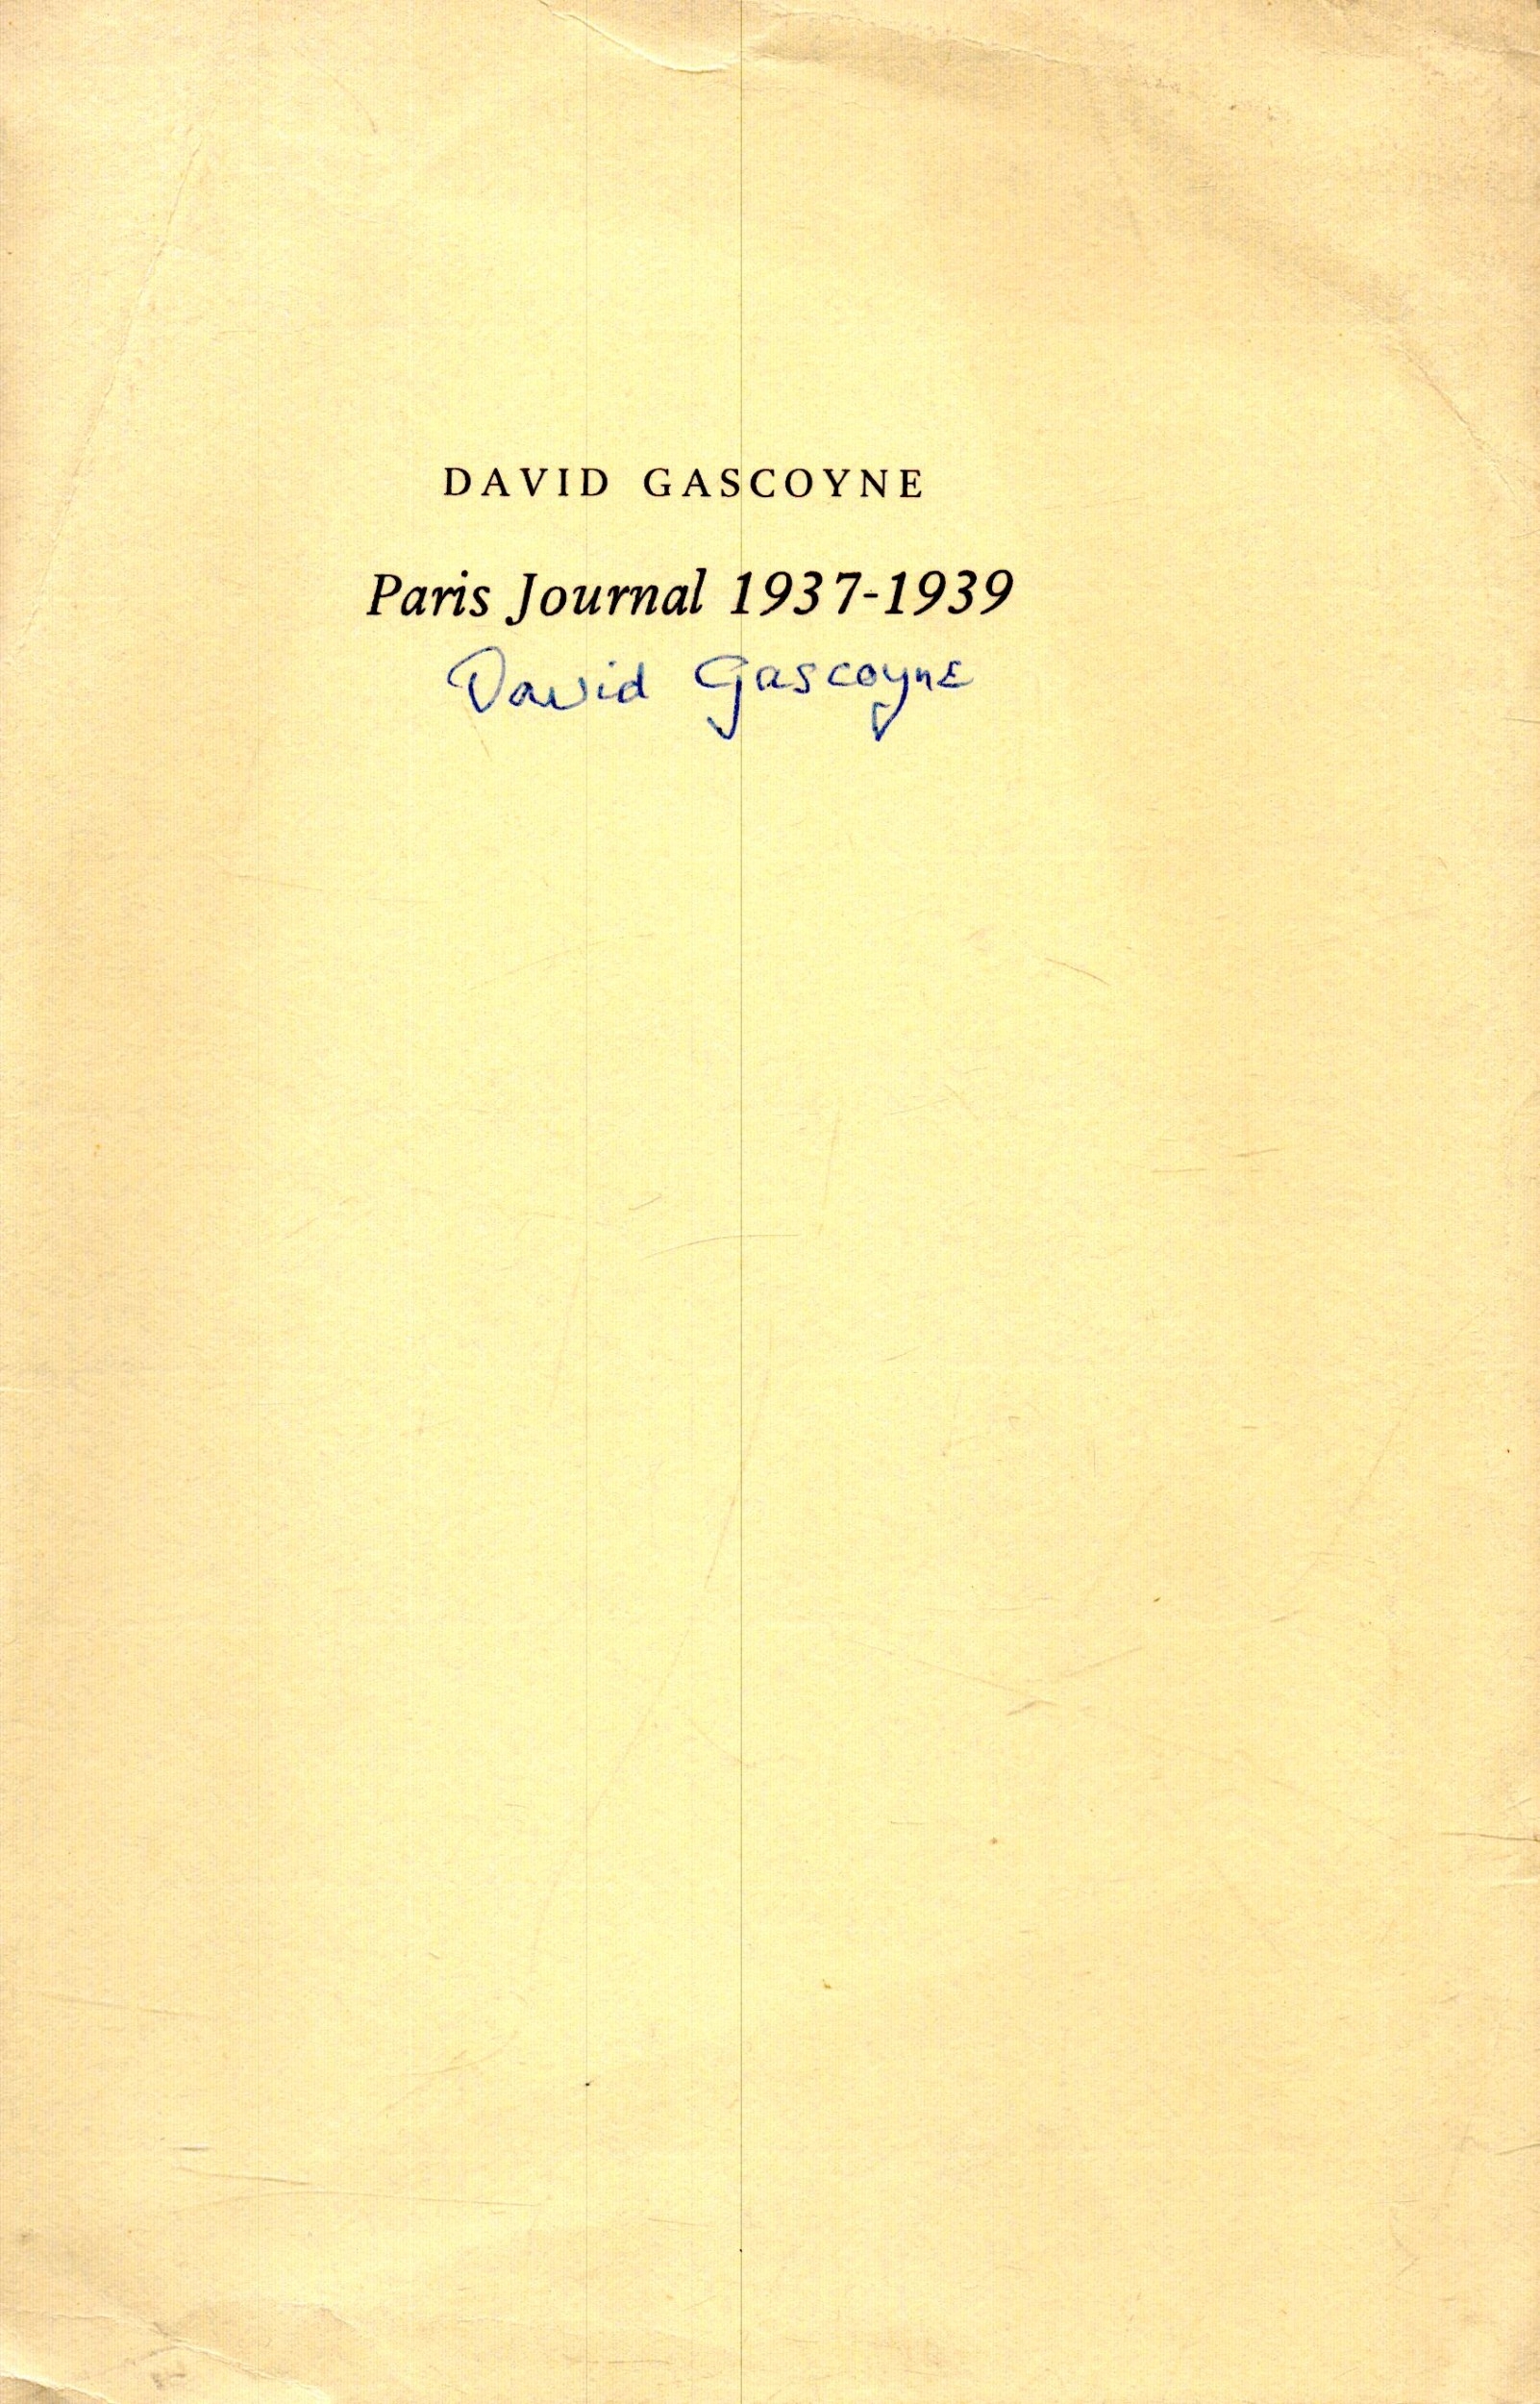 DAVID GASCOYNE
Paris Journal 1937-1939
David Gascoyne